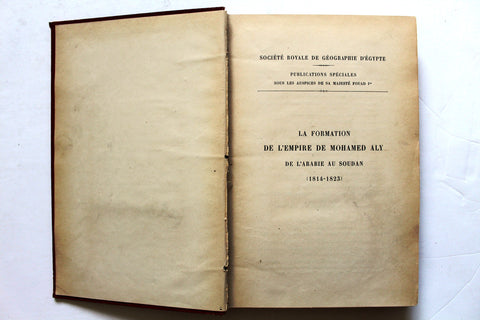 SOCIÉTÉ ROYALE DE GÉOGRAPHIE D'ÉGYPTE
PUBLICATIONS SPÉCIALES
SOUS LES AUSPICES DE SA MAJESTÉ FOUAD Iᵉʳ
LA FORMATION
DE L'EMPIRE DE MOHAMED ALY
DE L'ARABIE AU SOUDAN
(1814-1823)